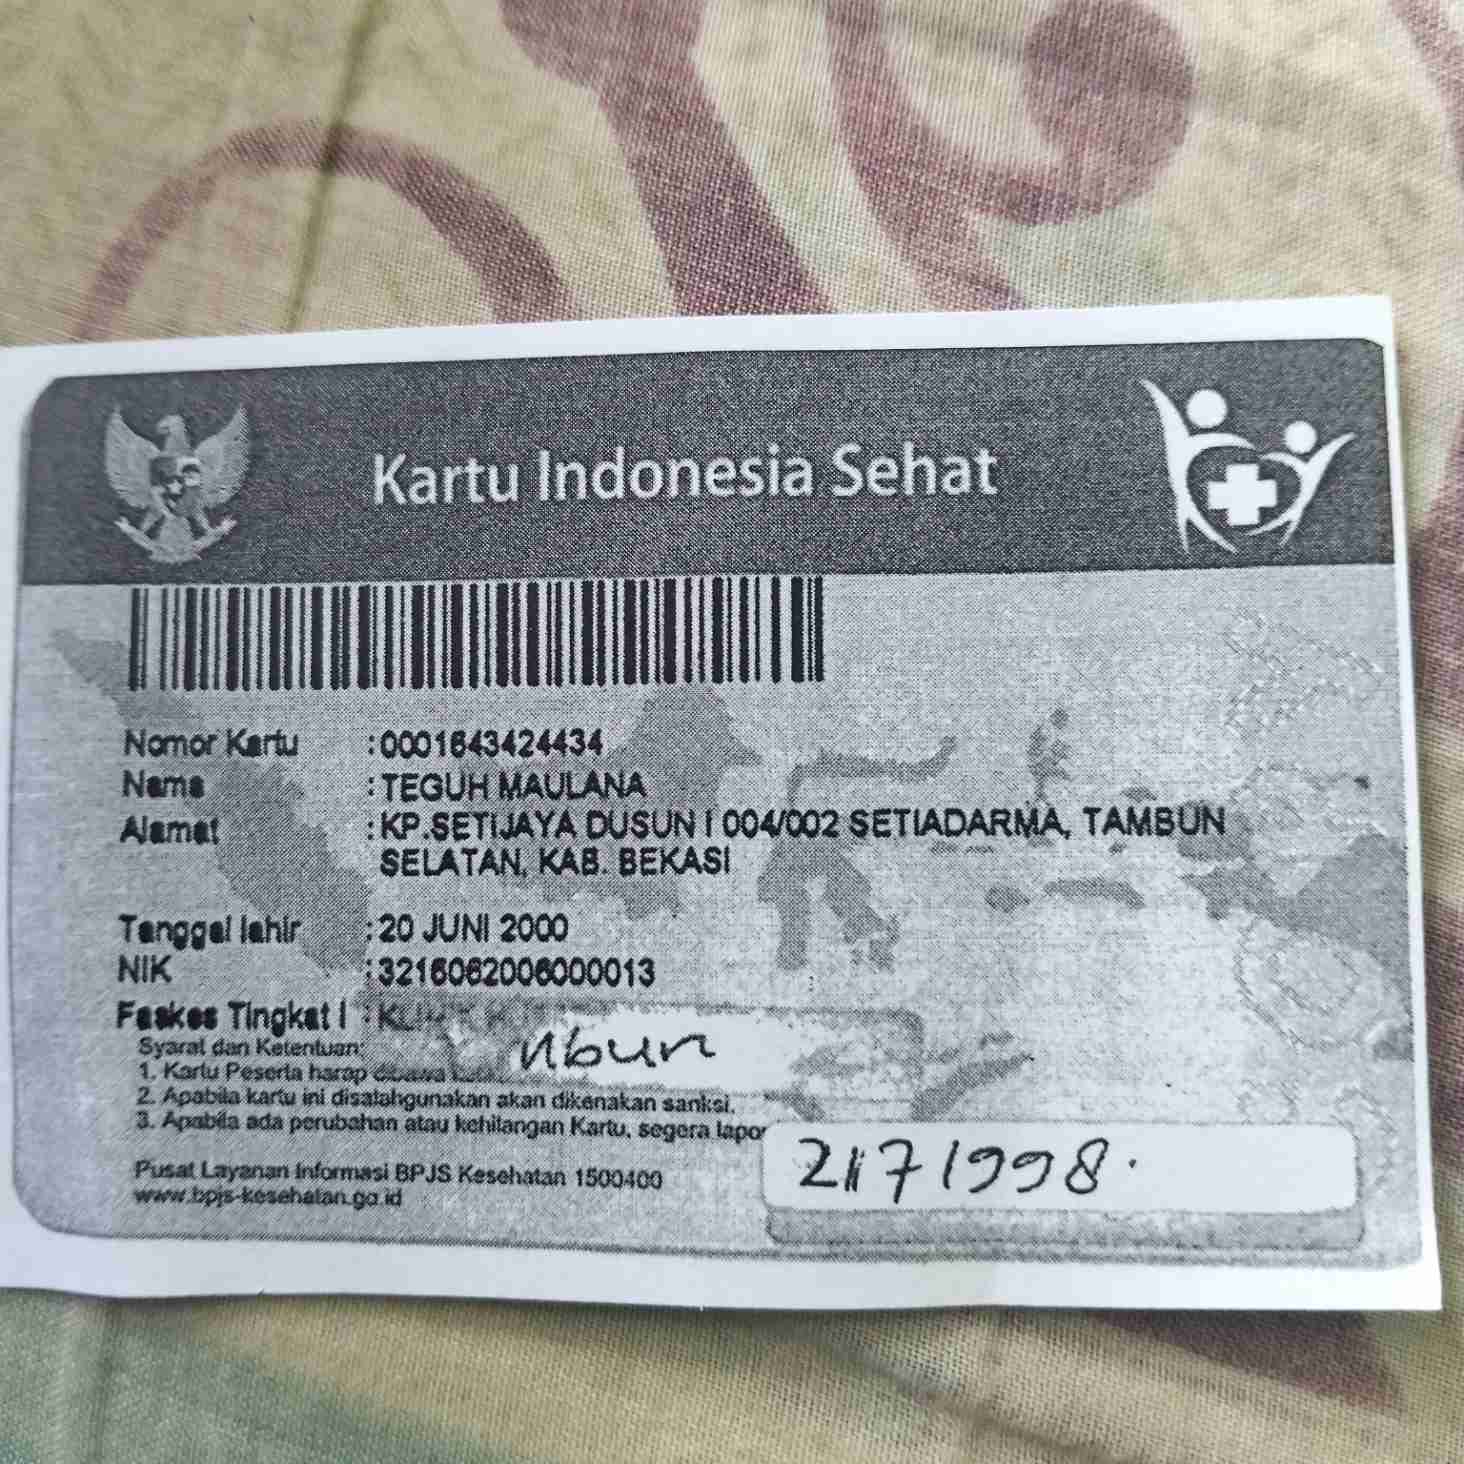 Kartu Indonesia Sehat
Nomor Kartu : 0001643424434
Nama : TEGUH MAULANA
Alamat : KP.SETIJAYA DUSUN I 004/002 SETIADARMA, TAMBUN
SELATAN, KAB. BEKASI
Tanggal lahir : 20 JUNI 2000
NIK : 3216062006000013
Faskes Tingkat I :
ubun
Syarat dan Ketentuan:
1. Kartu Peserta harap dibawa
2. Apabila kartu ini disalahgunakan akan dikenakan sanksi.
3. Apabila ada perubahan atau kehilangan Kartu, segera lapor
2171998.
Pusat Layanan Informasi BPJS Kesehatan 1500400
www.bpjs-kesehatan.go.id